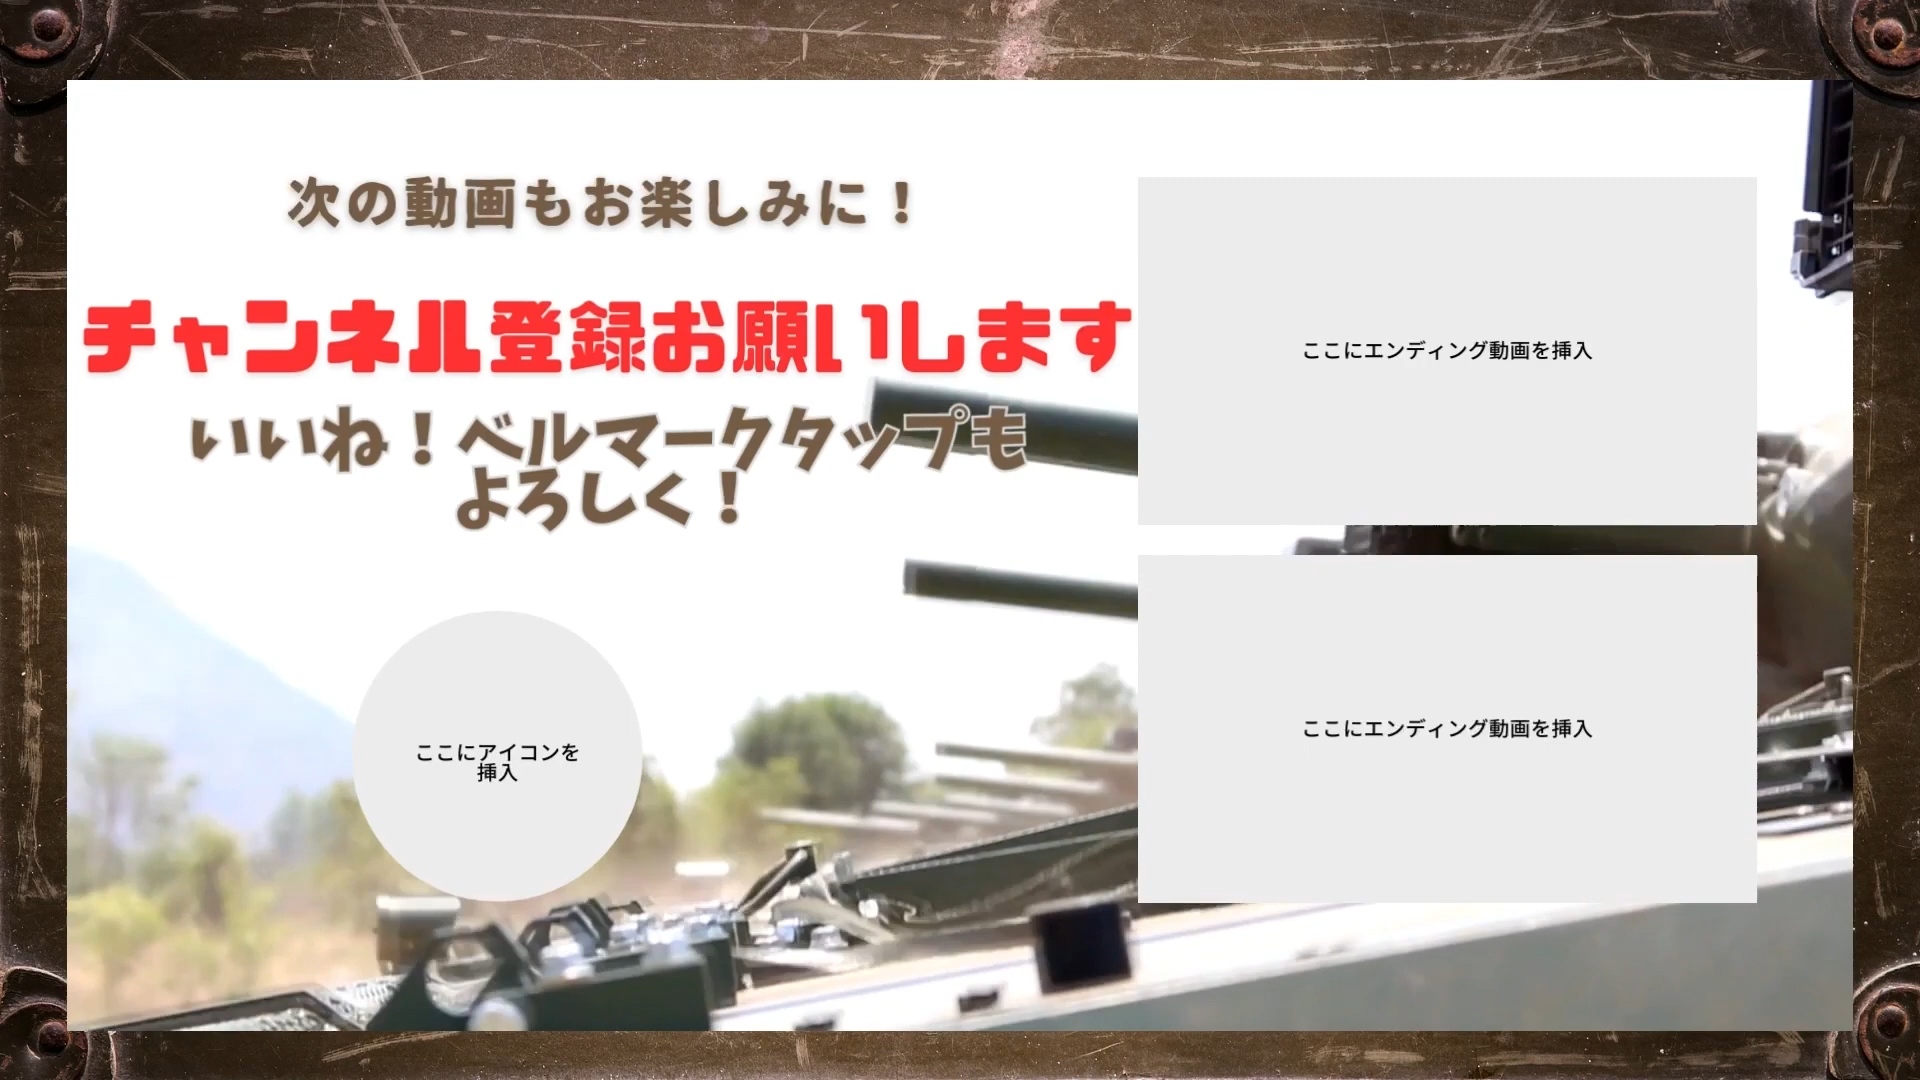 次の動画もお楽しみに！
チャンネル登録お願いします
いいね！ベルマークタップも
よろしく！
ここにエンディング動画を挿入
ここにアイコンを
挿入
ここにエンディング動画を挿入